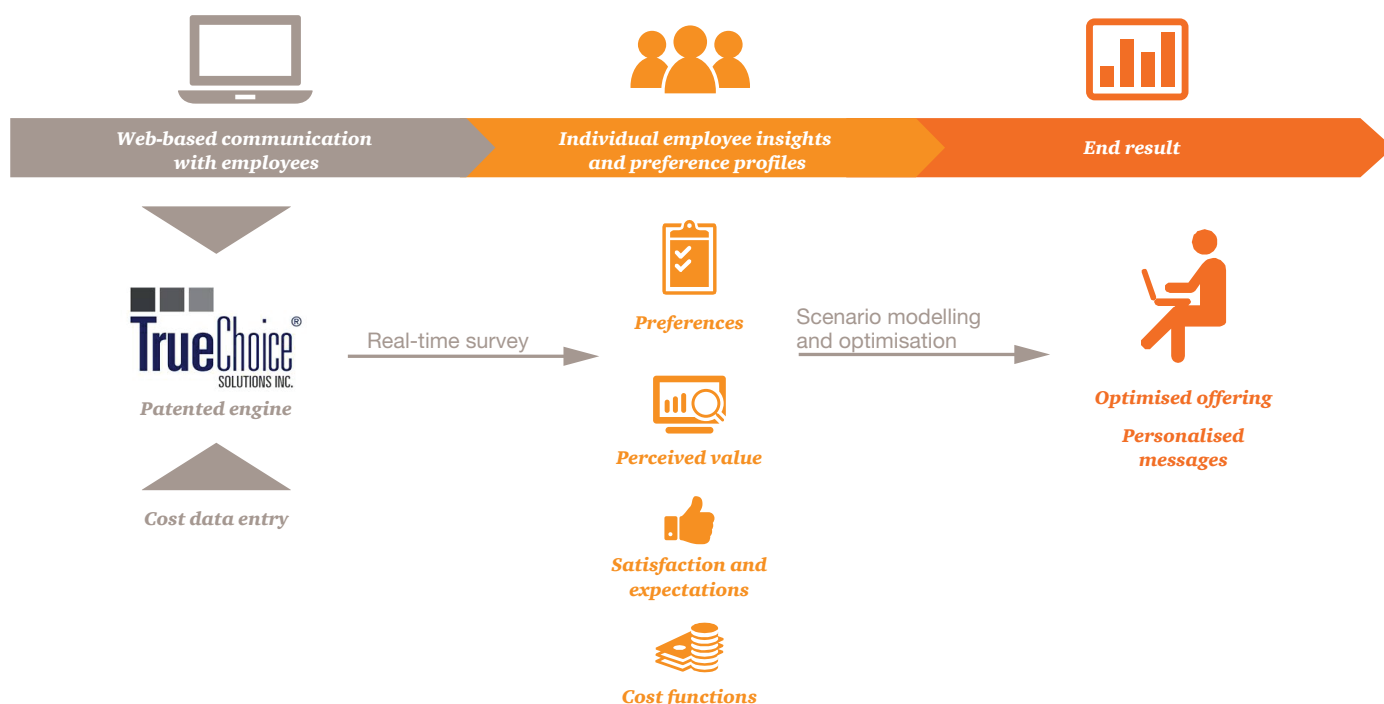 Web-based communication
with employees
Individual employee insights
and preference profiles
End result
TrueChoice®
SOLUTIONS INC.
Patented engine
Cost data entry
Real-time survey
Preferences
Perceived value
Satisfaction and
expectations
Cost functions
Scenario modelling
and optimisation
Optimised offering
Personalised
messages